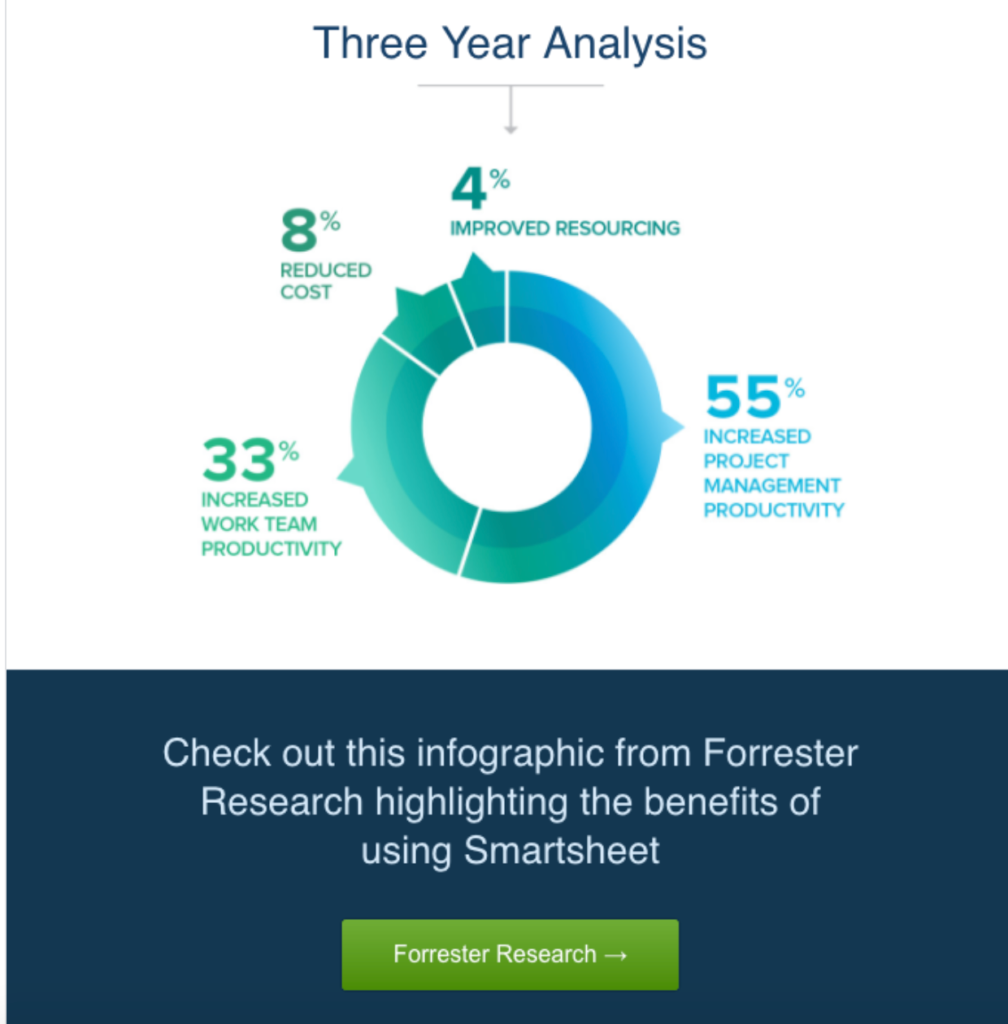 Three Year Analysis
4%
IMPROVED RESOURCING
8%
REDUCED
COST
55%
INCREASED
PROJECT
MANAGEMENT
PRODUCTIVITY
33%
INCREASED
WORK TEAM
PRODUCTIVITY
Check out this infographic from Forrester
Research highlighting the benefits of
using Smartsheet
Forrester Research →